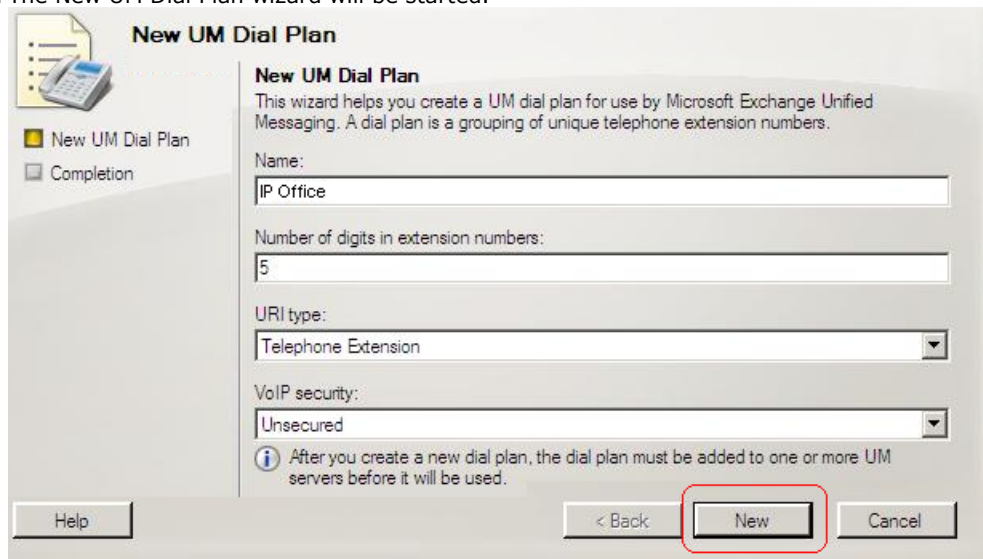 The New UM Dial Plan wizard will be started.
New UM Dial Plan
New UM Dial Plan
Completion
New UM Dial Plan
This wizard helps you create a UM dial plan for use by Microsoft Exchange Unified
Messaging. A dial plan is a grouping of unique telephone extension numbers.
Name:
IP Office
Number of digits in extension numbers:
5
URI type:
Telephone Extension
VoIP security:
Unsecured
After you create a new dial plan, the dial plan must be added to one or more UM
servers before it will be used.
Help
< Back
New
Cancel